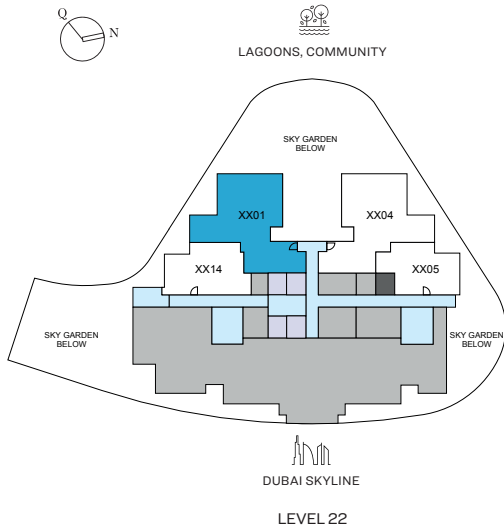 Q
N
LAGOONS, COMMUNITY
SKY GARDEN
BELOW
XX01
XX04
XX14
XX05
SKY GARDEN
BELOW
SKY GARDEN
BELOW
DUBAI SKYLINE
LEVEL 22